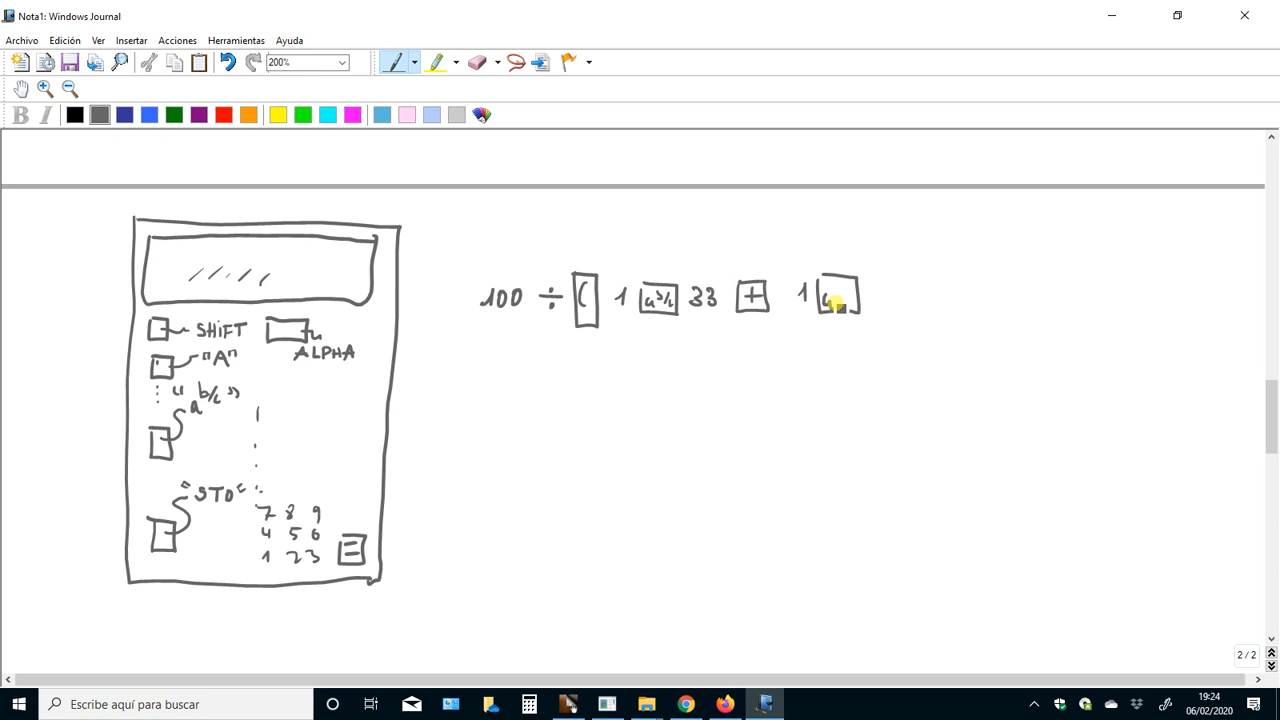 Nota1: Windows Journal
Archivo Edición Ver Insertar Acciones Herramientas Ayuda
200%
B I
100 ÷ ( 1 a b/c 33 + 1 a
SHIFT
ALPHA
"A"
" a b/c "
"STO"
7 8 9
4 5 6
1 2 3 =
2 / 2
Escribe aquí para buscar
19:24
06/02/2020